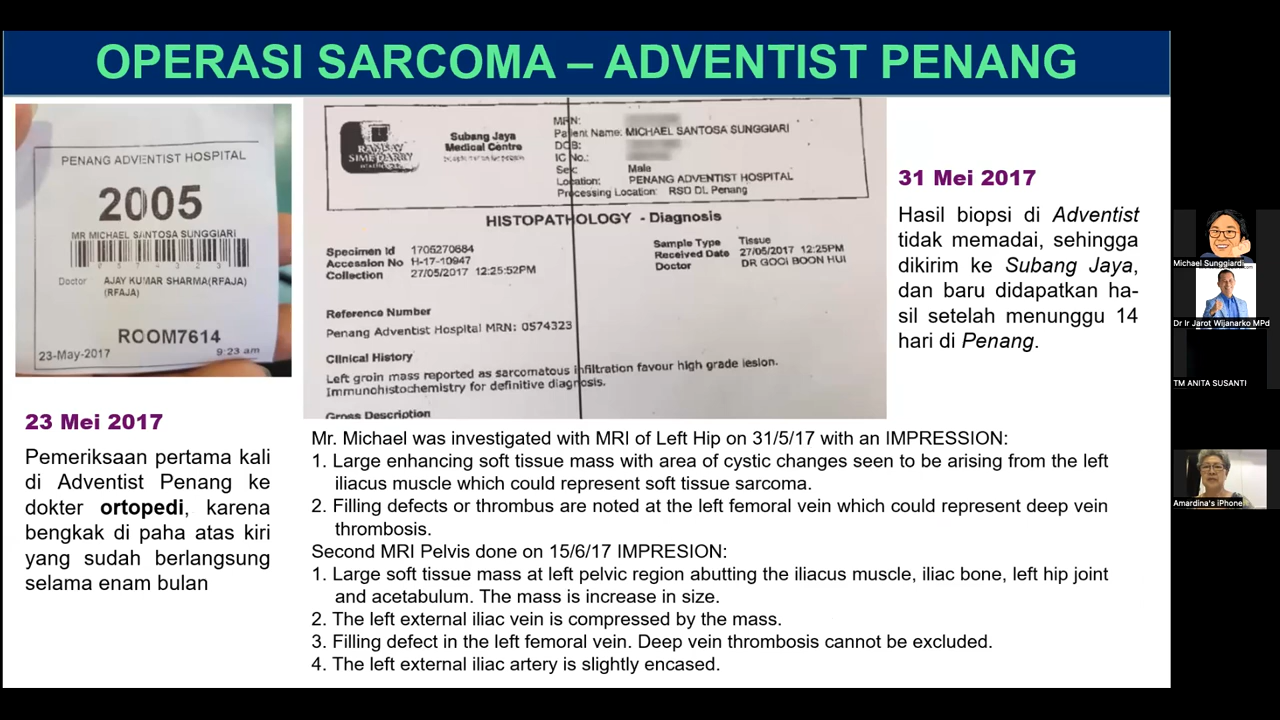 OPERASI SARCOMA – ADVENTIST PENANG
PENANG ADVENTIST HOSPITAL
2005
MR MICHAEL SANTOSA SUNGGIARI
Doctor AJAY KUMAR SHARMA(RFAJA)
(RFAJA)
ROOM7614
23-May-2017 9:23 am
23 Mei 2017
Pemeriksaan pertama kali
di Adventist Penang ke
dokter ortopedi, karena
bengkak di paha atas kiri
yang sudah berlangsung
selama enam bulan
RAMSAY
SIME DARBY
Subang Jaya
Medical Centre
MRN:
Patient Name: MICHAEL SANTOSA SUNGGIARI
DOB:
IC No.:
Sex: Male
Location: PENANG ADVENTIST HOSPITAL
Processing Location: RSD DL Penang
HISTOPATHOLOGY - Diagnosis
Specimen Id 1705270684
Accession No H-17-10947
Collection 27/05/2017 12:25:52PM
Sample Type Tissue
Received Date 27/05/2017 12:25PM
Doctor DR GOOI BOON HUI
Reference Number
Penang Adventist Hospital MRN: 0574323
Clinical History
Left groin mass reported as sarcomatous infiltration favour high grade lesion.
Immunohistochemistry for definitive diagnosis.
Gross Description
31 Mei 2017
Hasil biopsi di Adventist
tidak memadai, sehingga
dikirim ke Subang Jaya,
dan baru didapatkan ha-
sil setelah menunggu 14
hari di Penang.
Mr. Michael was investigated with MRI of Left Hip on 31/5/17 with an IMPRESSION:
1. Large enhancing soft tissue mass with area of cystic changes seen to be arising from the left
iliacus muscle which could represent soft tissue sarcoma.
2. Filling defects or thrombus are noted at the left femoral vein which could represent deep vein
thrombosis.
Second MRI Pelvis done on 15/6/17 IMPRESION:
1. Large soft tissue mass at left pelvic region abutting the iliacus muscle, iliac bone, left hip joint
and acetabulum. The mass is increase in size.
2. The left external iliac vein is compressed by the mass.
3. Filling defect in the left femoral vein. Deep vein thrombosis cannot be excluded.
4. The left external iliac artery is slightly encased.
Michael Sunggiardi
Dr Ir Jarot Wijanarko MPd
TM ANITA SUSANTI
Amardina's iPhone